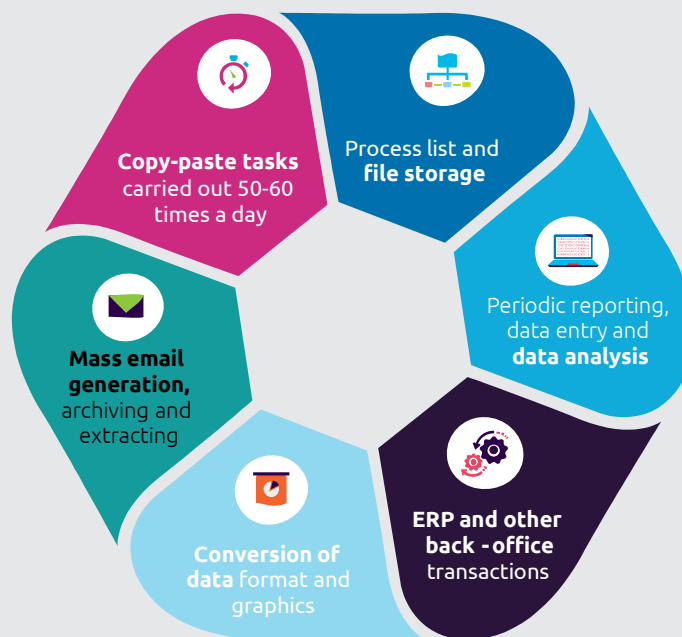 Copy-paste tasks
carried out 50-60
times a day
Process list and
file storage
Periodic reporting,
data entry and
data analysis
ERP and other
back - office
transactions
Conversion of
data format and
graphics
Mass email
generation,
archiving and
extracting